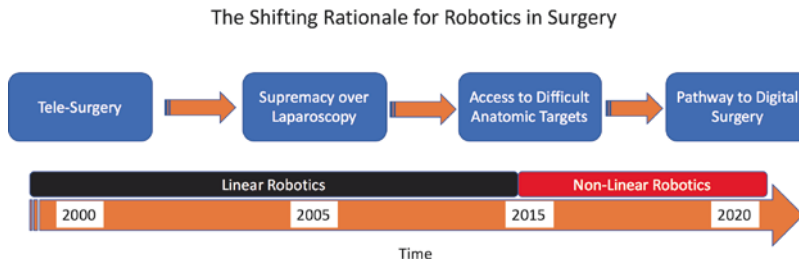 The Shifting Rationale for Robotics in Surgery
Tele-Surgery
Supremacy over
Laparoscopy
Access to Difficult
Anatomic Targets
Pathway to Digital
Surgery
Linear Robotics
Non-Linear Robotics
2000
2005
2015
2020
Time